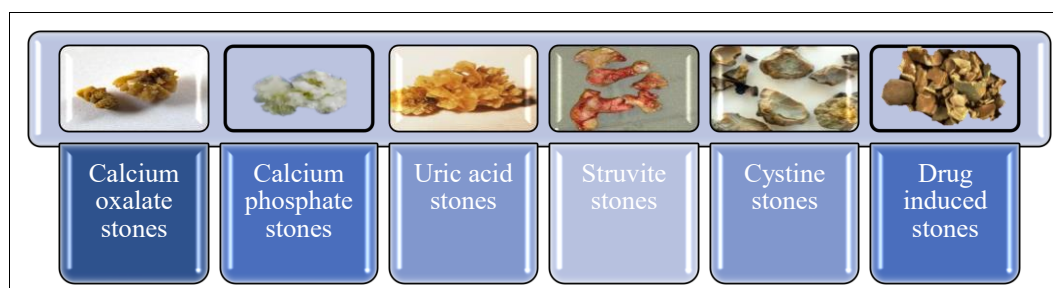 Calcium
oxalate
stones
Calcium
phosphate
stones
Uric acid
stones
Struvite
stones
Cystine
stones
Drug
induced
stones